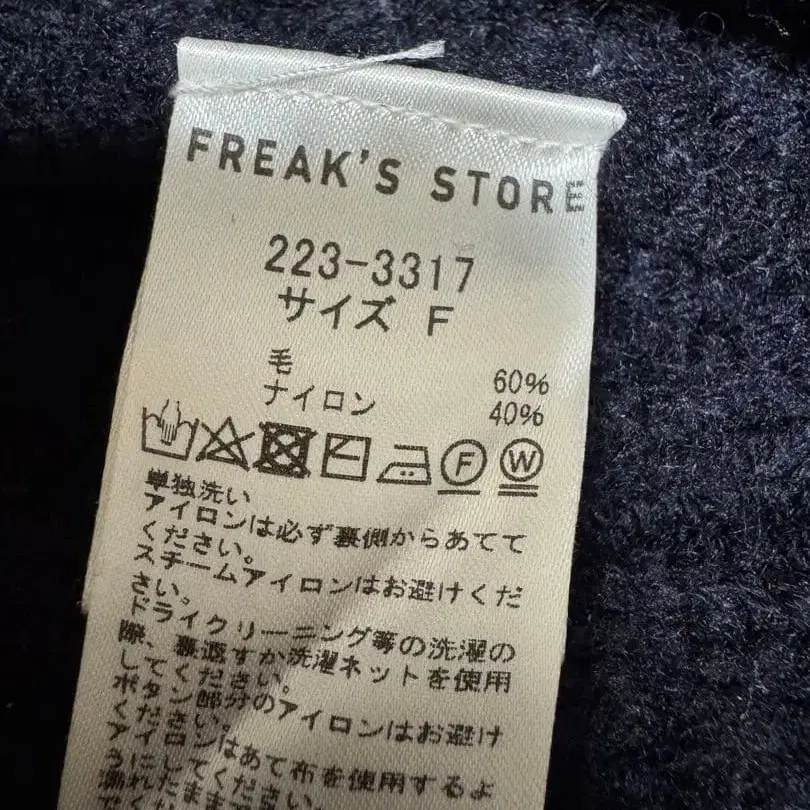 FREAK'S STORE
223-3317
サイズ F
毛 60%
ナイロン 40%
F W
単独洗い
アイロンは必ず裏側からあてて
ください。
スチームアイロンはお避けくだ
さい。
ドライクリーニング等の洗濯の
際、裏返すか洗濯ネットを使用
してください。
ボタン部分のアイロンはお避け
ください。
アイロンはあて布を使用するよ
うにしてください。
濡れたまま